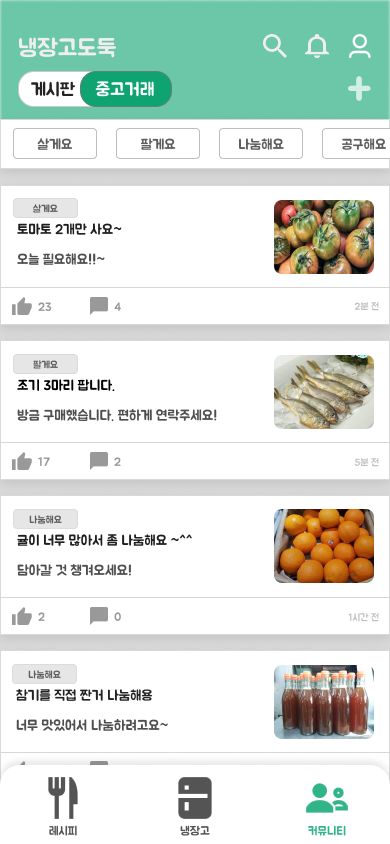 냉장고도둑
게시판 중고거래
살게요 팔게요 나눔해요 공구해요
살게요
토마토 2개만 사요~
오늘 필요해요!!~
23 4 2분 전
팔게요
조기 3마리 팝니다.
방금 구매했습니다. 편하게 연락주세요!
17 2 5분 전
나눔해요
귤이 너무 많아서 좀 나눔해요 ~^^
담아갈 것 챙겨오세요!
2 0 1시간 전
나눔해요
참기름 직접 짠거 나눔해용
너무 맛있어서 나눔하려고요~
레시피 냉장고 커뮤니티